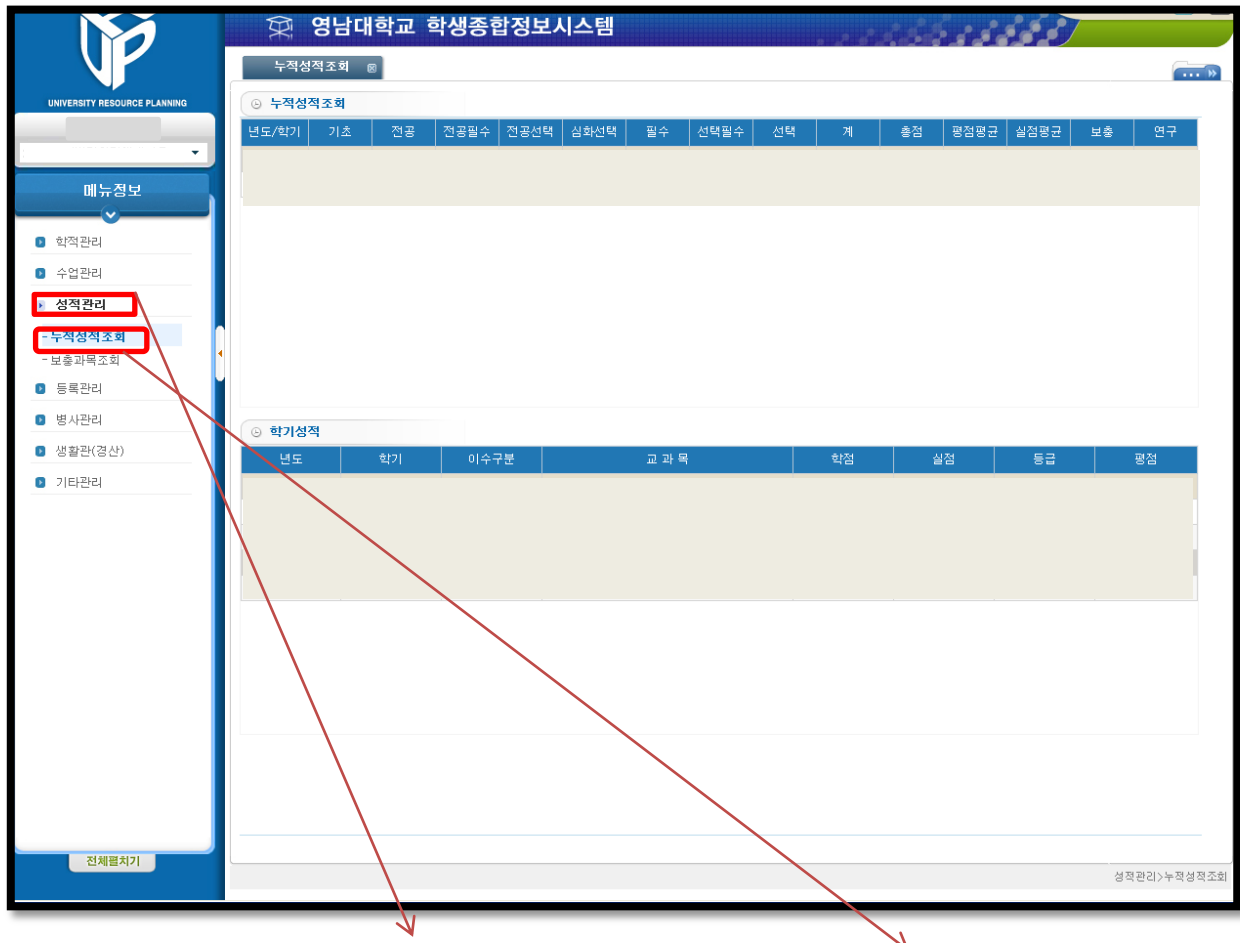 영남대학교 학생종합정보시스템
UNIVERSITY RESOURCE PLANNING
메뉴정보
학적관리
수업관리
성적관리
- 누적성적조회
- 보충과목조회
등록관리
병사관리
생활관(경산)
기타관리
전체펼치기
누적성적조회
누적성적조회
년도/학기 기초 전공 전공필수 전공선택 심화선택 필수 선택필수 선택 계 총점 평점평균 실점평균 보충 연구
학기성적
년도 학기 이수구분 교 과 목 학점 실점 등급 평점
성적관리>누적성적조회